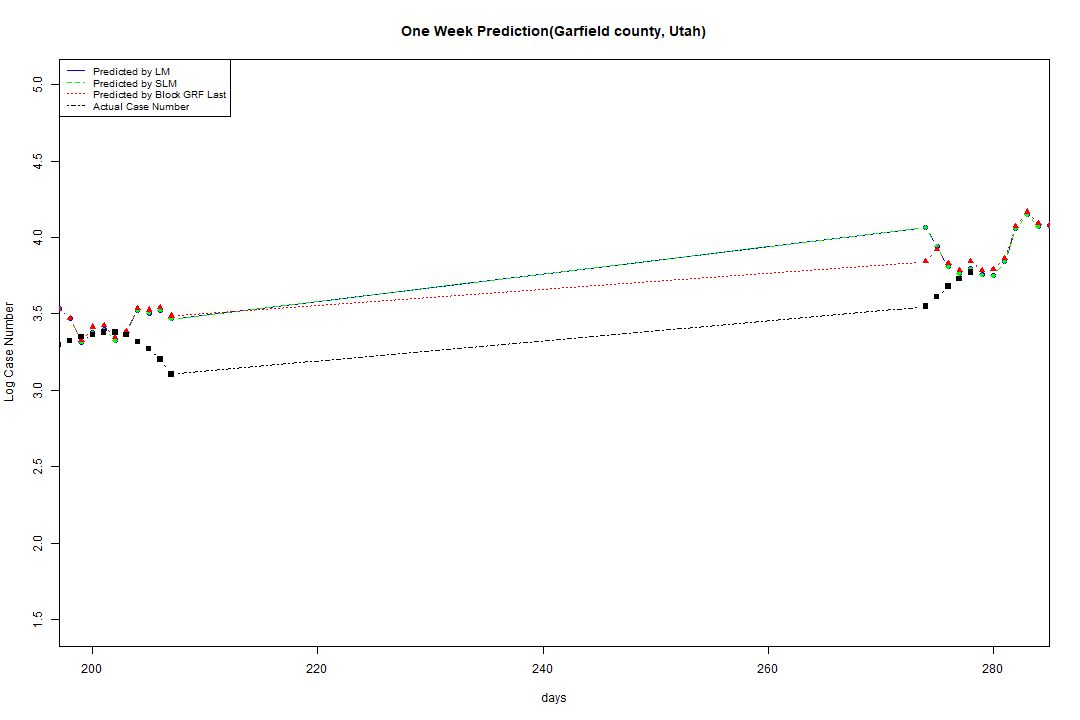 One Week Prediction(Garfield county, Utah)
Predicted by LM
Predicted by SLM
Predicted by Block GRF Last
Actual Case Number
5.0
4.5
4.0
3.5
3.0
2.5
2.0
1.5
Log Case Number
200 220 240 260 280
days